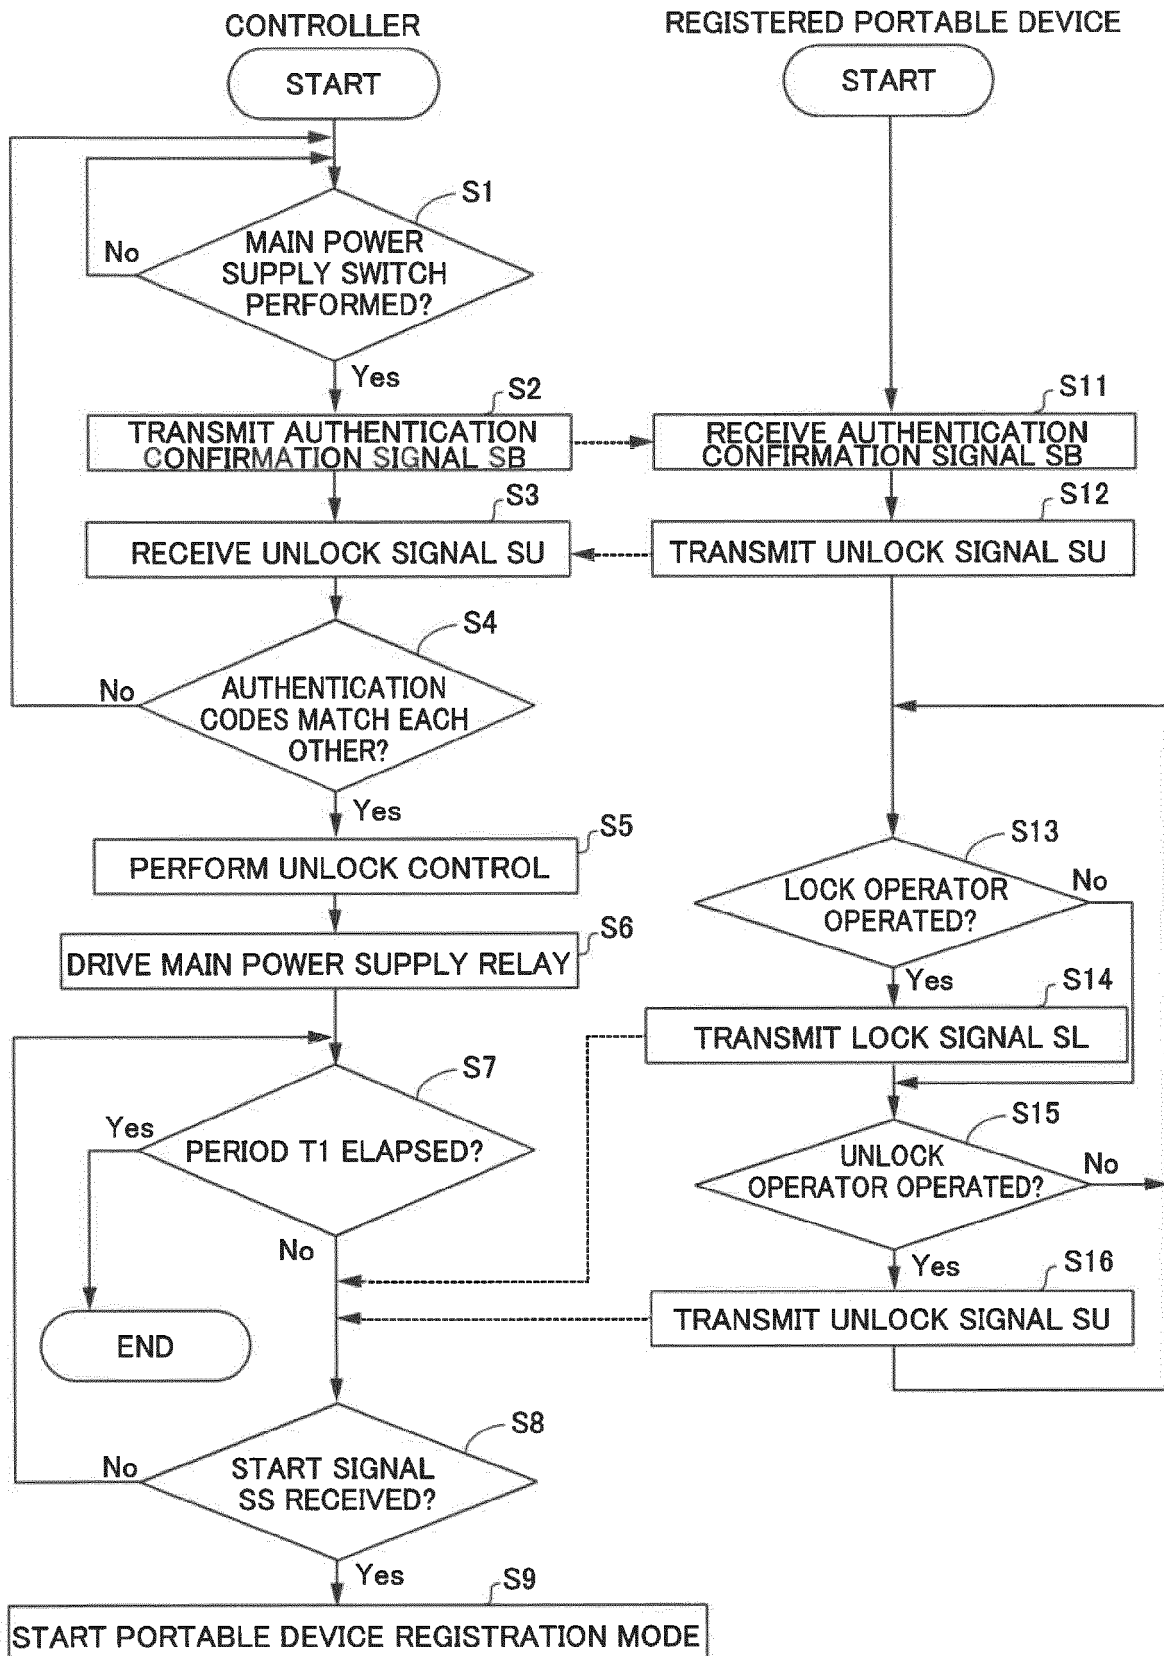 CONTROLLER
START
S1
MAIN POWER
SUPPLY SWITCH
PERFORMED?
No
Yes
S2
TRANSMIT AUTHENTICATION
CONFIRMATION SIGNAL SB
S3
RECEIVE UNLOCK SIGNAL SU
S4
AUTHENTICATION
CODES MATCH EACH
OTHER?
No
Yes
S5
PERFORM UNLOCK CONTROL
S6
DRIVE MAIN POWER SUPPLY RELAY
S7
PERIOD T1 ELAPSED?
Yes
No
END
S8
START SIGNAL
SS RECEIVED?
No
Yes
S9
START PORTABLE DEVICE REGISTRATION MODE
REGISTERED PORTABLE DEVICE
START
S11
RECEIVE AUTHENTICATION
CONFIRMATION SIGNAL SB
S12
TRANSMIT UNLOCK SIGNAL SU
S13
LOCK OPERATOR
OPERATED?
No
Yes
S14
TRANSMIT LOCK SIGNAL SL
S15
UNLOCK
OPERATOR OPERATED?
No
Yes
S16
TRANSMIT UNLOCK SIGNAL SU